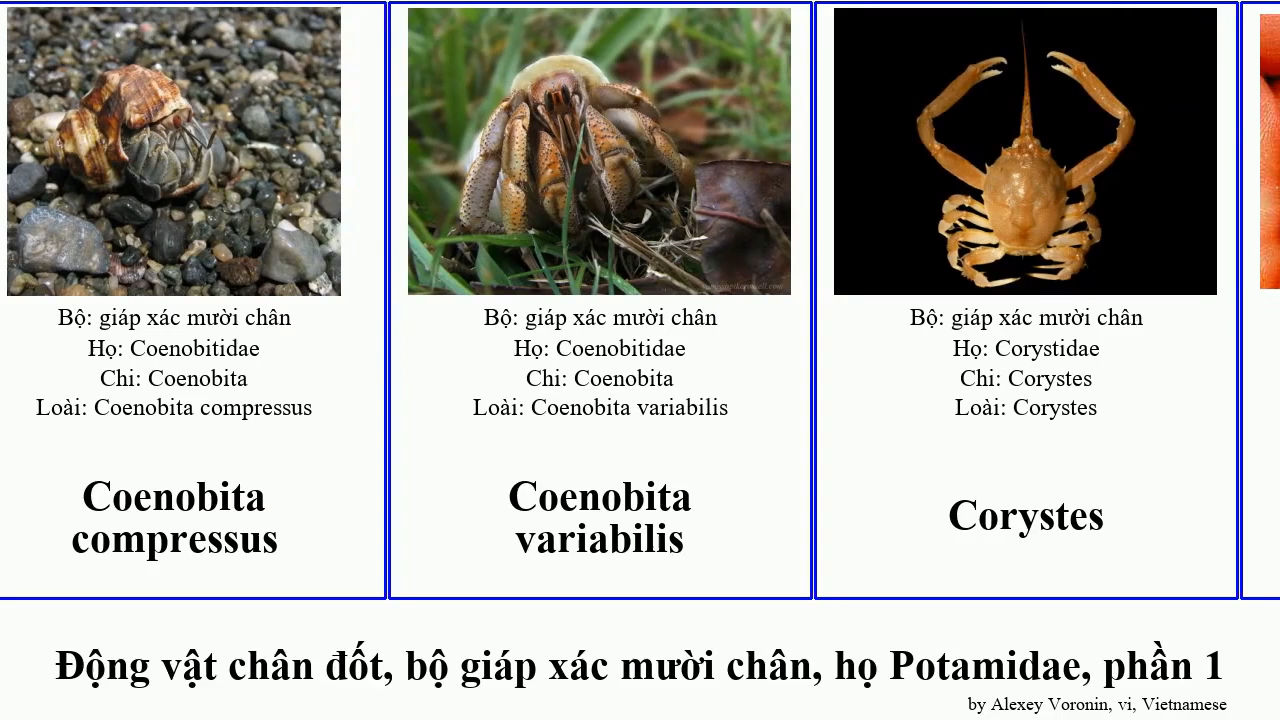 Bộ: giáp xác mười chân
Họ: Coenobitidae
Chi: Coenobita
Loài: Coenobita compressus
Coenobita
compressus
Bộ: giáp xác mười chân
Họ: Coenobitidae
Chi: Coenobita
Loài: Coenobita variabilis
Coenobita
variabilis
Bộ: giáp xác mười chân
Họ: Corystidae
Chi: Corystes
Loài: Corystes
Corystes
Động vật chân đốt, bộ giáp xác mười chân, họ Potamidae, phần 1
by Alexey Voronin, vi, Vietnamese